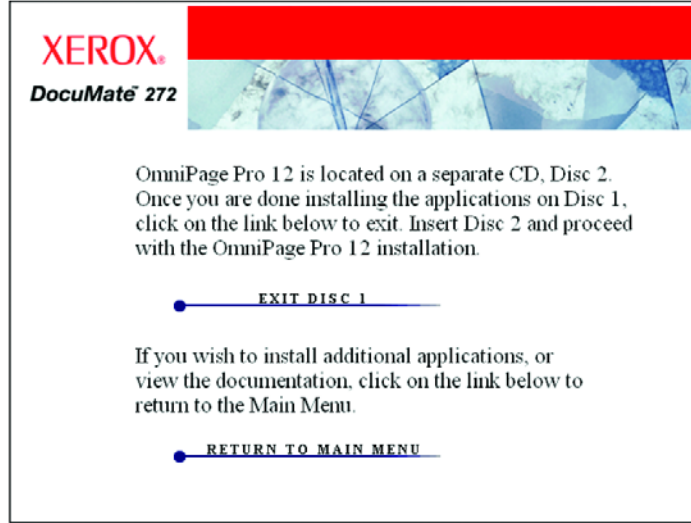 XEROX®
DocuMate™ 272
OmniPage Pro 12 is located on a separate CD, Disc 2.
Once you are done installing the applications on Disc 1,
click on the link below to exit. Insert Disc 2 and proceed
with the OmniPage Pro 12 installation.
EXIT DISC 1
If you wish to install additional applications, or
view the documentation, click on the link below to
return to the Main Menu.
RETURN TO MAIN MENU